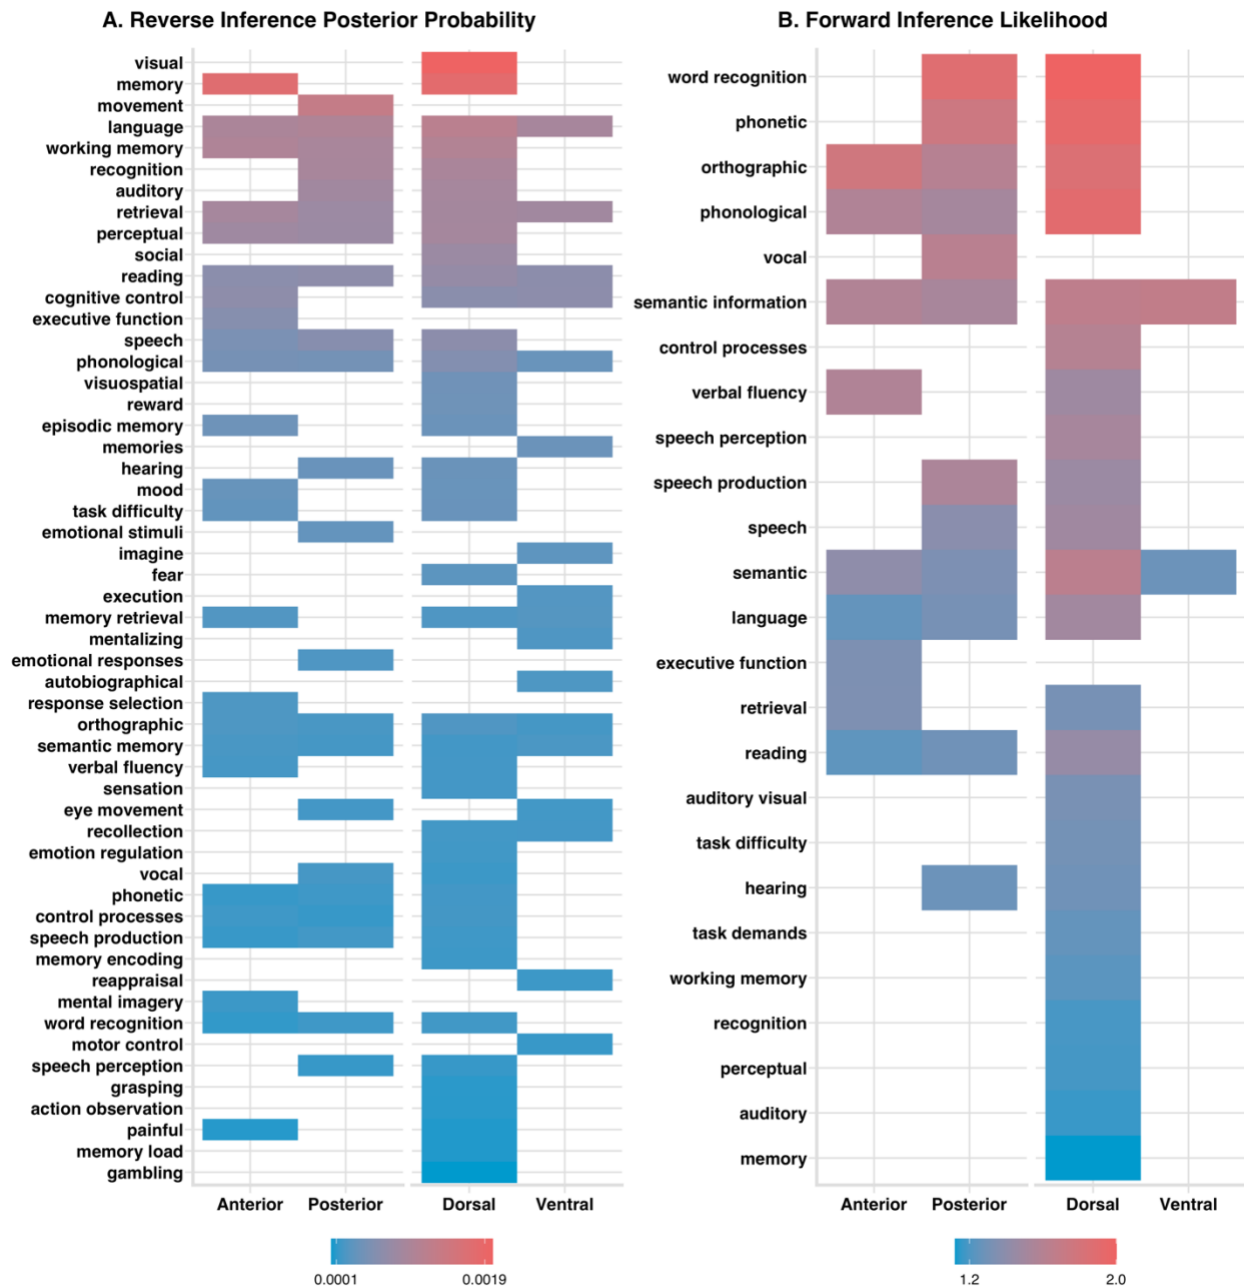 A. Reverse Inference Posterior Probability
visual
memory
movement
language
working memory
recognition
auditory
retrieval
perceptual
social
reading
cognitive control
executive function
speech
phonological
visuospatial
reward
episodic memory
memories
hearing
mood
task difficulty
emotional stimuli
imagine
fear
execution
memory retrieval
mentalizing
emotional responses
autobiographical
response selection
orthographic
semantic memory
verbal fluency
sensation
eye movement
recollection
emotion regulation
vocal
phonetic
control processes
speech production
memory encoding
reappraisal
mental imagery
word recognition
motor control
speech perception
grasping
action observation
painful
memory load
gambling
Anterior Posterior Dorsal Ventral
0.0001 0.0019
B. Forward Inference Likelihood
word recognition
phonetic
orthographic
phonological
vocal
semantic information
control processes
verbal fluency
speech perception
speech production
speech
semantic
language
executive function
retrieval
reading
auditory visual
task difficulty
hearing
task demands
working memory
recognition
perceptual
auditory
memory
Anterior Posterior Dorsal Ventral
1.2 2.0